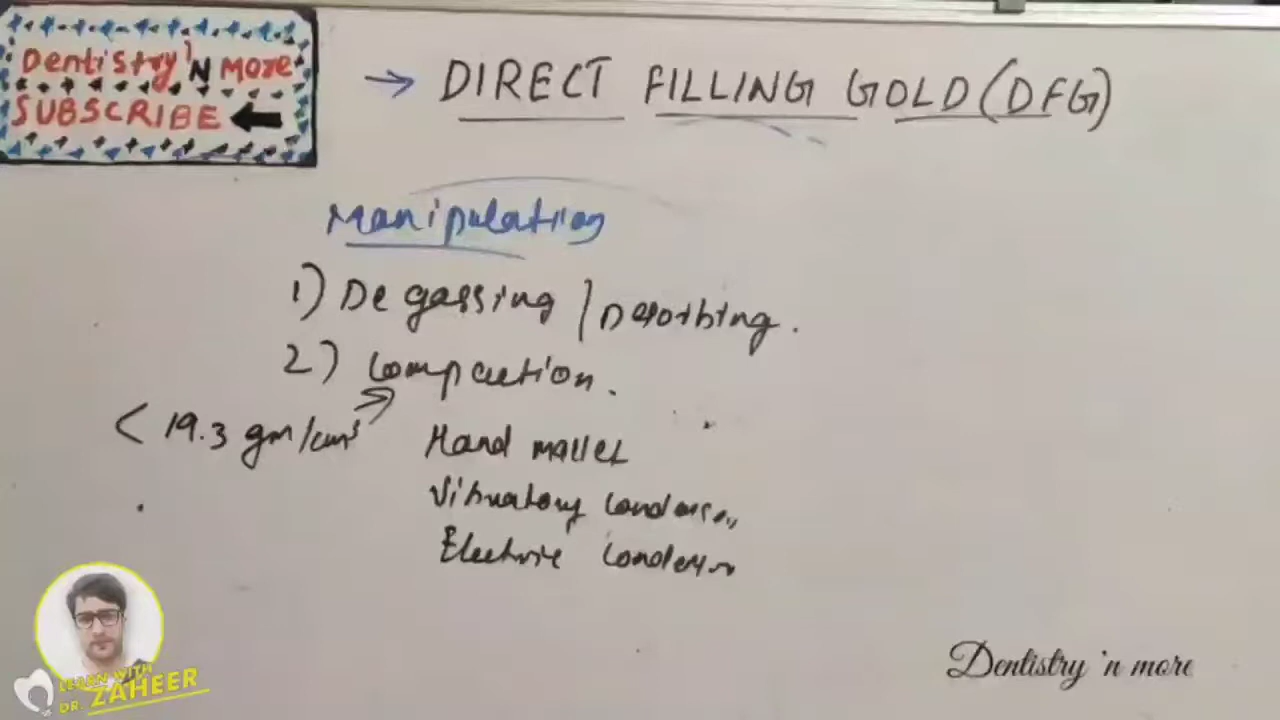 Dentistry 'N MORE
SUBSCRIBE
→ DIRECT FILLING GOLD (DFG)
Manipulation
1) Degassing / Desorbing.
2) Compaction.
< 19.3 gm/cm³
Hand mallet
Vibratory condenser
Electric condenser
LEARN WITH
DR. ZAHEER
Dentistry 'n more